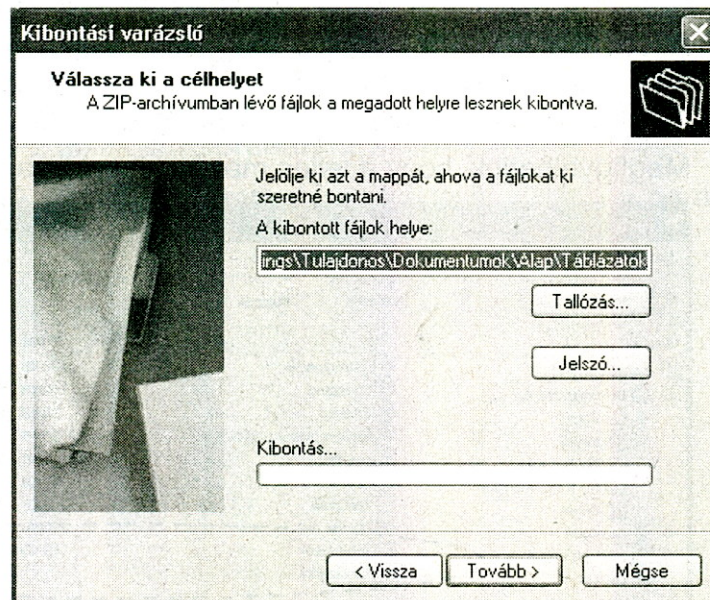 Kibontási varázsló
Válassza ki a célhelyet
A ZIP-archívumban lévő fájlok a megadott helyre lesznek kibontva.
Jelölje ki azt a mappát, ahova a fájlokat ki
szeretné bontani.
A kibontott fájlok helye:
ings\Tulajdonos\Dokumentumok\Alap\Táblázatok
Tallózás...
Jelszó...
Kibontás...
< Vissza
Tovább >
Mégse